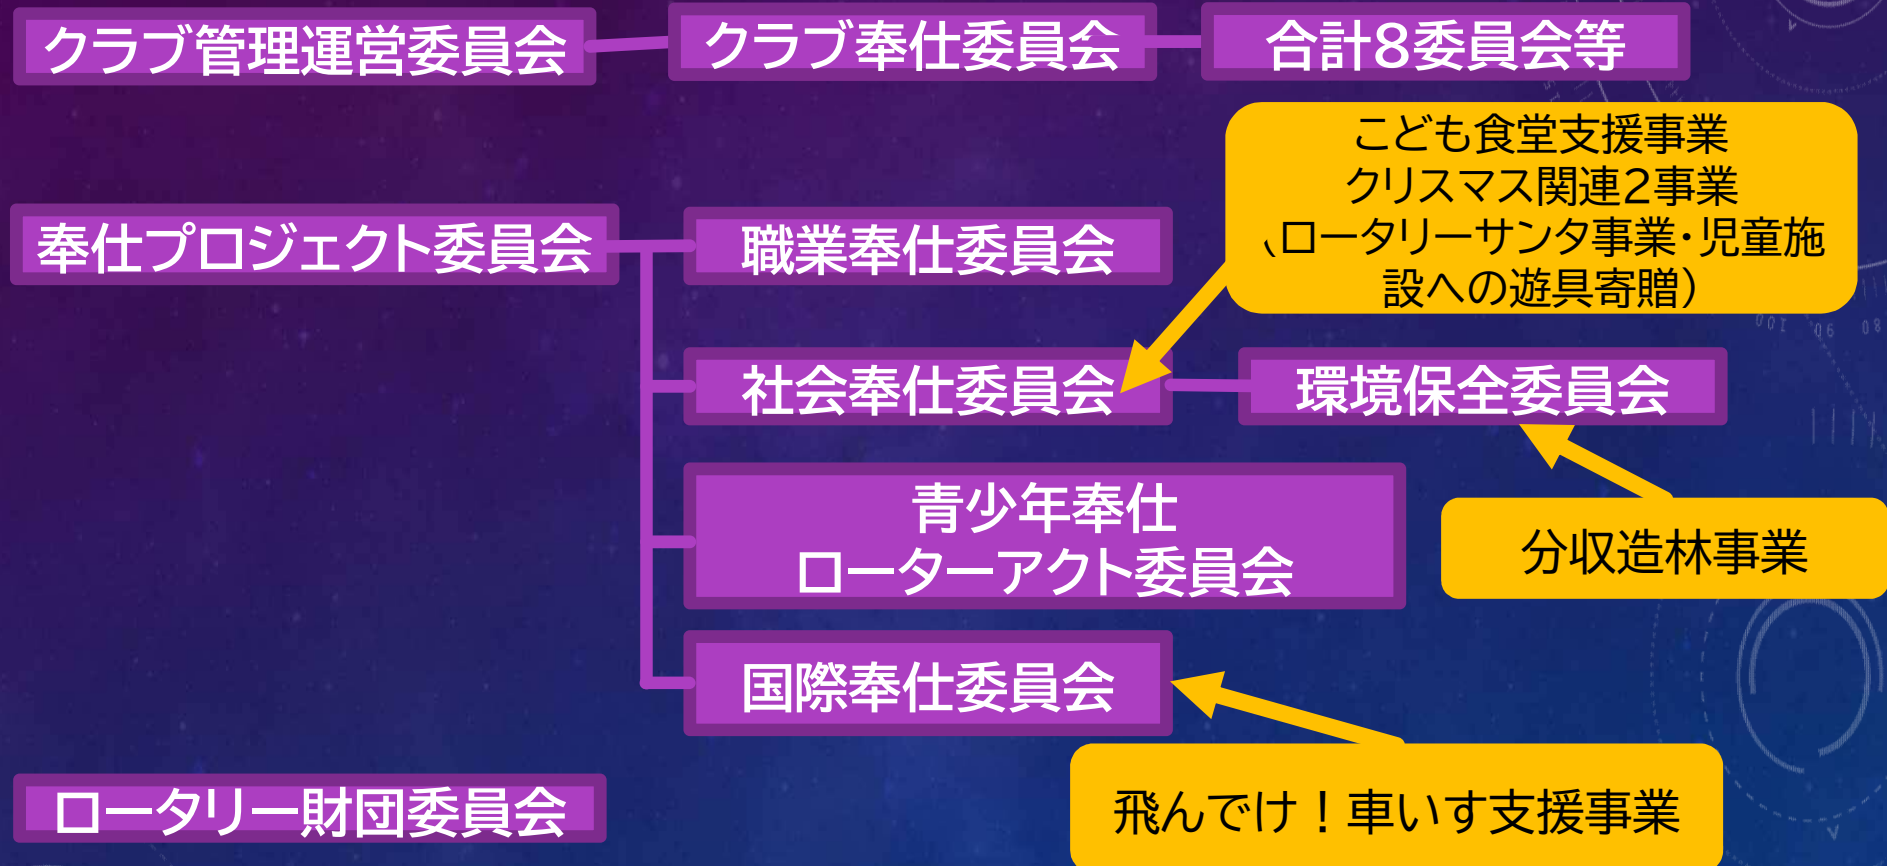 クラブ管理運営委員会
クラブ奉仕委員会
合計8委員会等
こども食堂支援事業
クリスマス関連2事業
（ロータリーサンタ事業・児童施
設への遊具寄贈）
奉仕プロジェクト委員会
職業奉仕委員会
社会奉仕委員会
環境保全委員会
青少年奉仕
ローターアクト委員会
分収造林事業
国際奉仕委員会
飛んでけ！車いす支援事業
ロータリー財団委員会
100 90 80